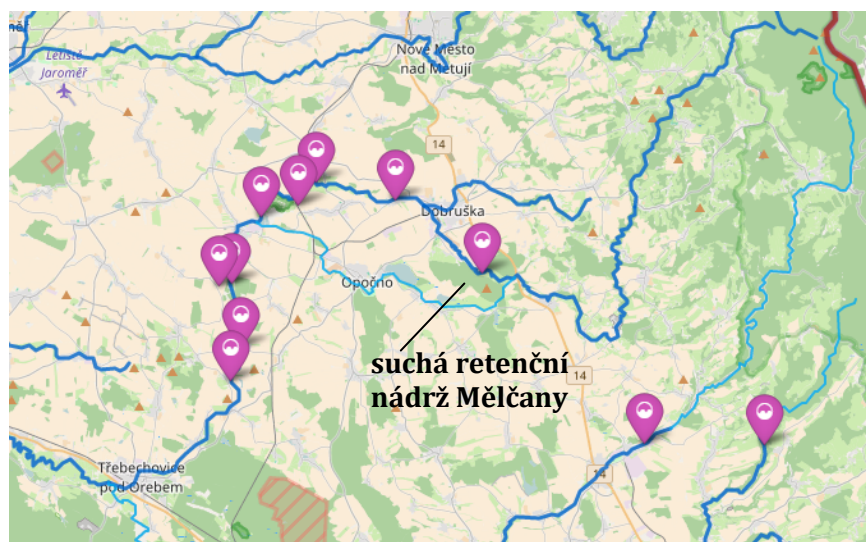 Nové Město
nad Metují
Letiště
Jaroměř
14
Dobruška
Opočno
suchá retenční
nádrž Mělčany
14
Třebechovice
pod Orebem
14